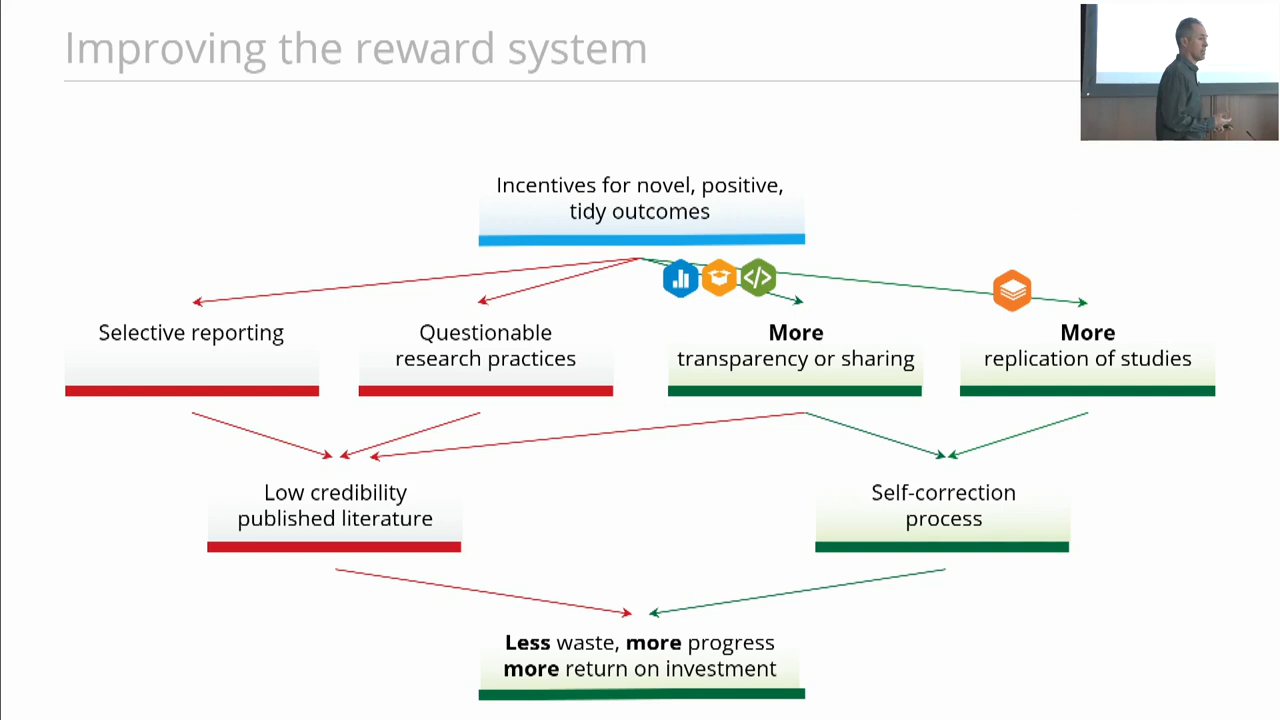 Improving the reward system
Incentives for novel, positive,
tidy outcomes
Selective reporting
Questionable
research practices
More
transparency or sharing
More
replication of studies
Low credibility
published literature
Self-correction
process
Less waste, more progress
more return on investment